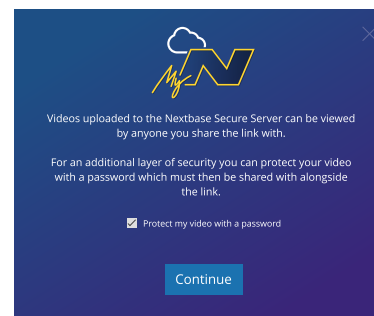 My N
Videos uploaded to the Nextbase Secure Server can be viewed
by anyone you share the link with.
For an additional layer of security you can protect your video
with a password which must then be shared with alongside
the link.
Protect my video with a password
Continue